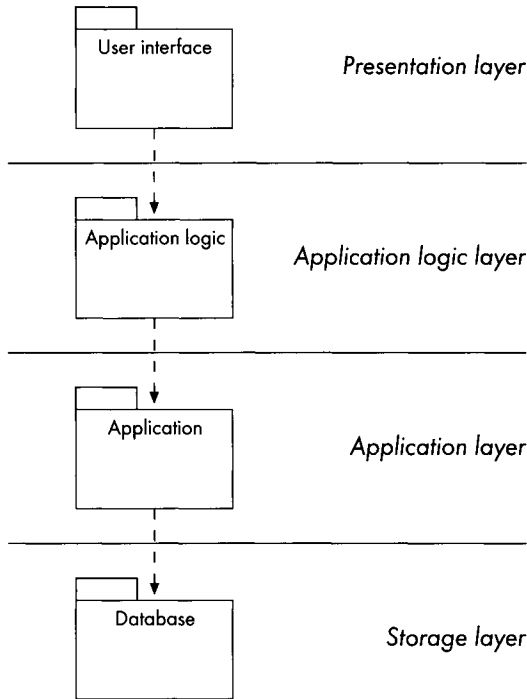 User interface
Presentation layer
Application logic
Application logic layer
Application
Application layer
Database
Storage layer